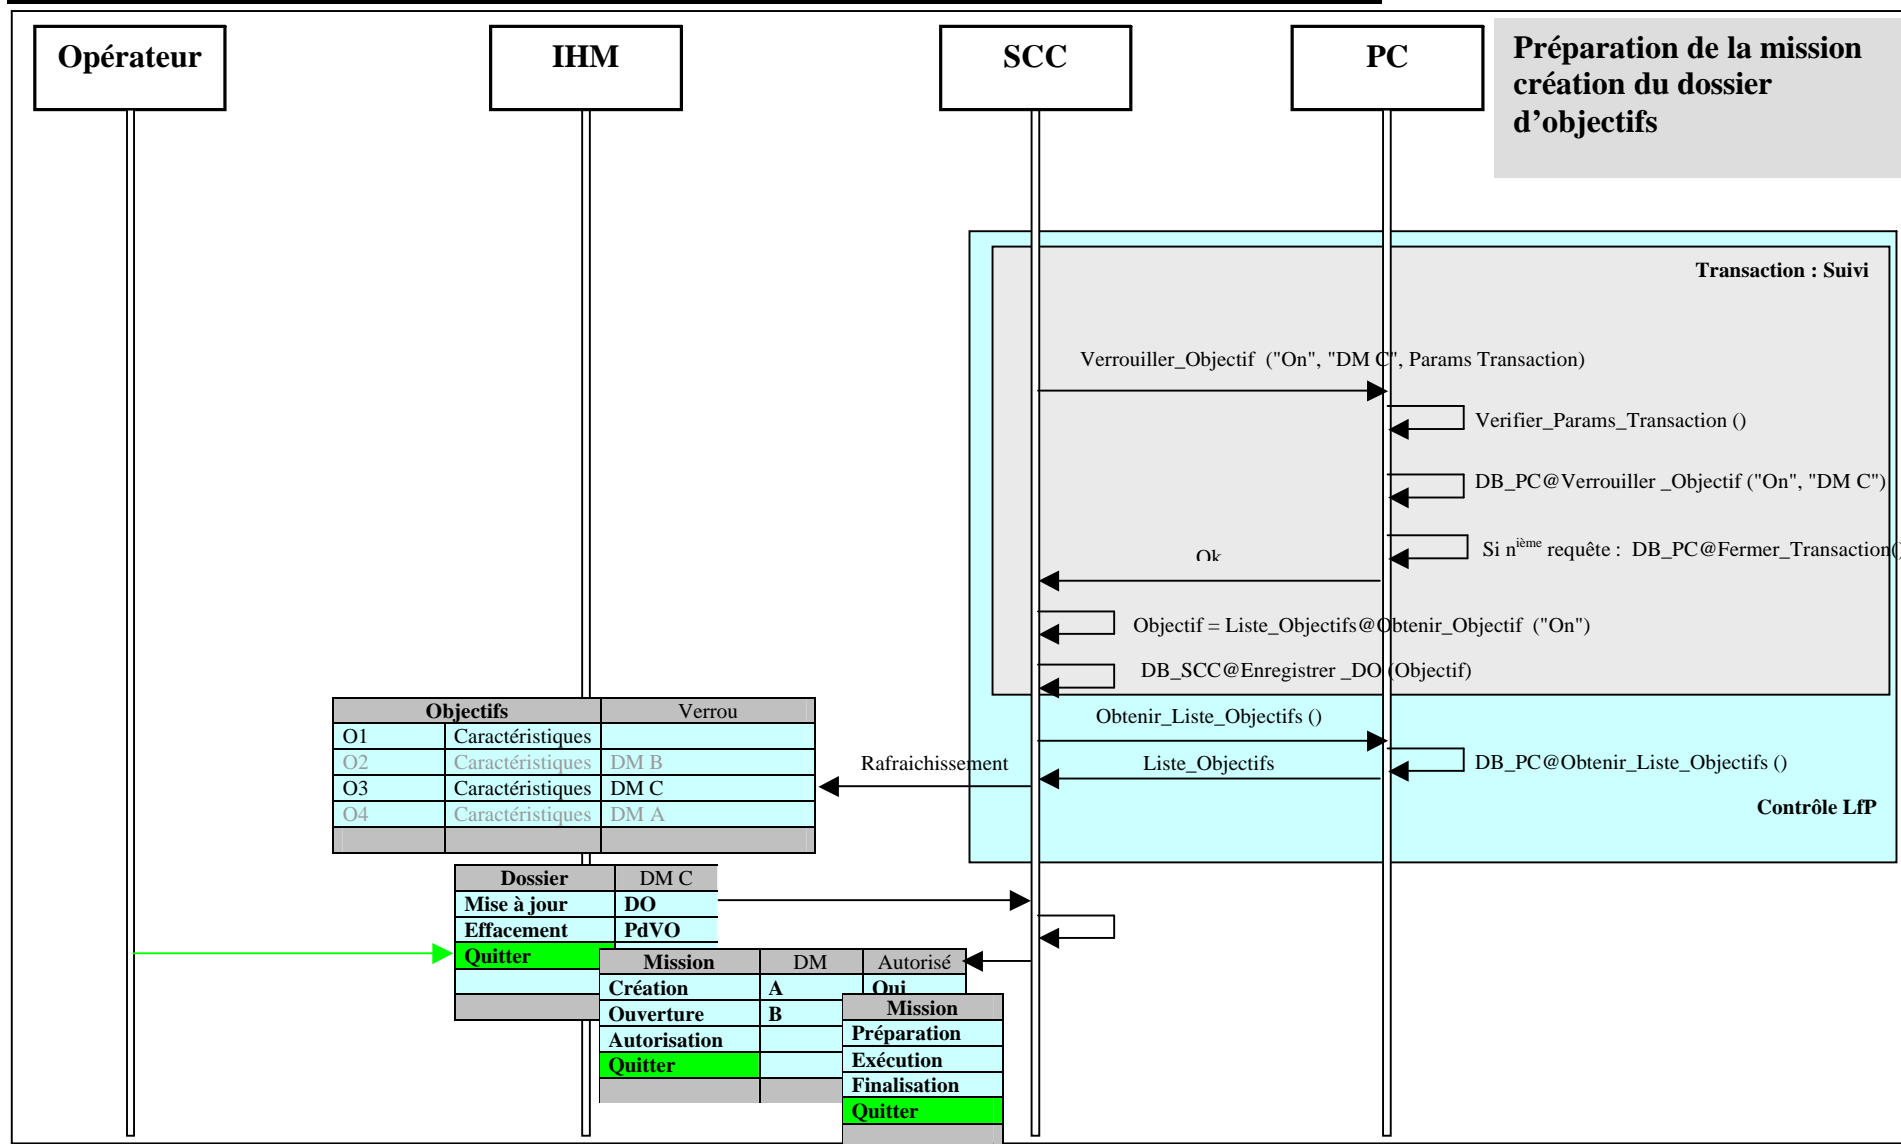 Opérateur
IHM
SCC
PC
Préparation de la mission
création du dossier
d’objectifs
Transaction : Suivi
Verrouiller_Objectif ("On", "DM C", Params Transaction)
Verifier_Params_Transaction ()
DB_PC@Verrouiller _Objectif ("On", "DM C")
Si nième requête : DB_PC@Fermer_Transaction()
Ok
Objectif = Liste_Objectifs@Obtenir_Objectif ("On")
DB_SCC@Enregistrer _DO (Objectif)
Obtenir_Liste_Objectifs ()
DB_PC@Obtenir_Liste_Objectifs ()
Liste_Objectifs
Rafraichissement
Contrôle LfP
Objectifs Verrou
O1 Caractéristiques
O2 Caractéristiques DM B
O3 Caractéristiques DM C
O4 Caractéristiques DM A
Dossier DM C
Mise à jour DO
Effacement PdVO
Quitter
Mission DM Autorisé
Création A Oui
Ouverture B
Autorisation
Quitter
Mission
Préparation
Exécution
Finalisation
Quitter